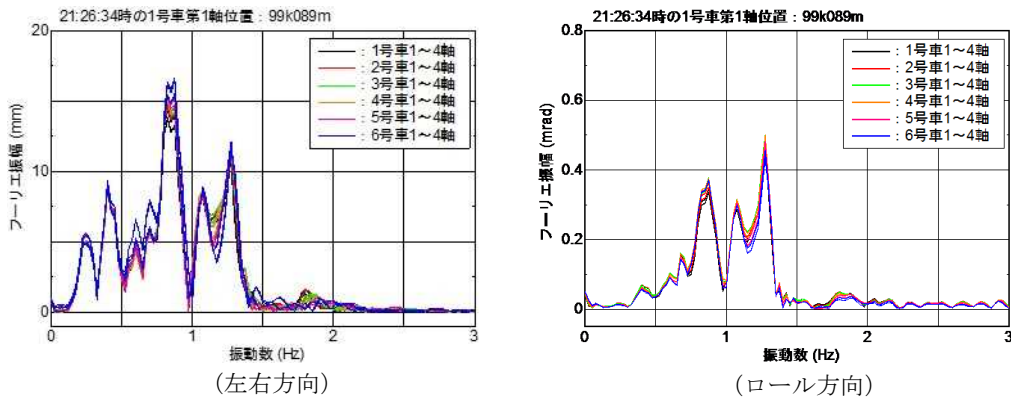 21:26:34時の1号車第1軸位置：99k089m
フーリエ振幅 (mm)
20
10
0
：1号車1～4軸
：2号車1～4軸
：3号車1～4軸
：4号車1～4軸
：5号車1～4軸
：6号車1～4軸
0 1 2 3
振動数 (Hz)
(左右方向)
21:26:34時の1号車第1軸位置：99k089m
フーリエ振幅 (mrad)
0.8
0.6
0.4
0.2
0
：1号車1～4軸
：2号車1～4軸
：3号車1～4軸
：4号車1～4軸
：5号車1～4軸
：6号車1～4軸
0 1 2 3
振動数 (Hz)
(ロール方向)